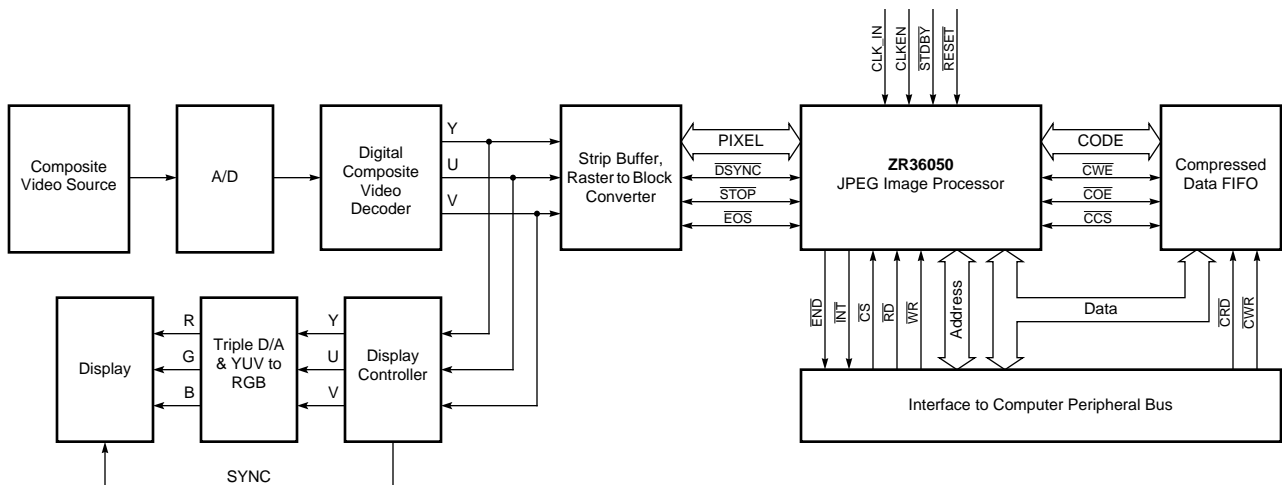 CLK_IN
CLKEN
STDBY
RESET
Composite
Video Source
A/D
Digital
Composite
Video
Decoder
Y
U
V
Strip Buffer,
Raster to Block
Converter
PIXEL
DSYNC
STOP
EOS
ZR36050
JPEG Image Processor
CODE
CWE
COE
CCS
Compressed
Data FIFO
END
INT
CS
RD
WR
Address
Data
CRD
CWR
Display
R
G
B
Triple D/A
& YUV to
RGB
Y
U
V
Display
Controller
Interface to Computer Peripheral Bus
SYNC